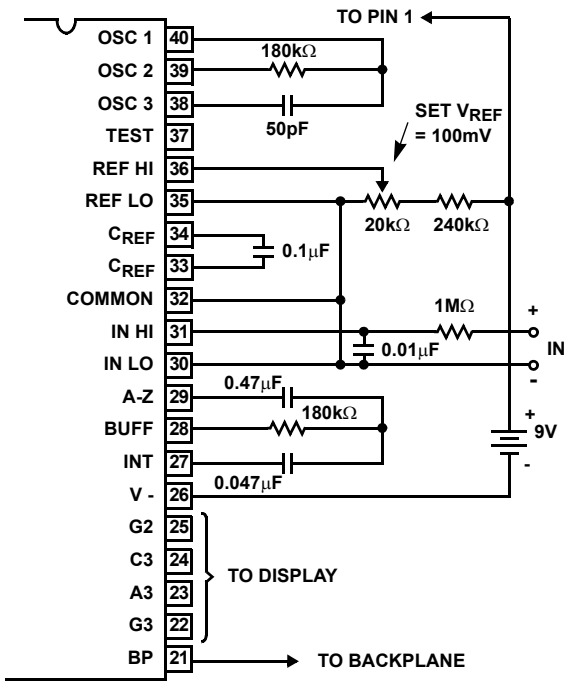 TO PIN 1
OSC 1 40
180kΩ
OSC 2 39
OSC 3 38
50pF
SET VREF
= 100mV
TEST 37
REF HI 36
REF LO 35
20kΩ 240kΩ
CREF 34
0.1µF
CREF 33
COMMON 32
1MΩ
+
IN HI 31
0.01µF
IN
IN LO 30
-
0.47µF
A-Z 29
180kΩ
BUFF 28
+
9V
-
INT 27
0.047µF
V - 26
G2 25
C3 24
TO DISPLAY
A3 23
G3 22
BP 21
TO BACKPLANE